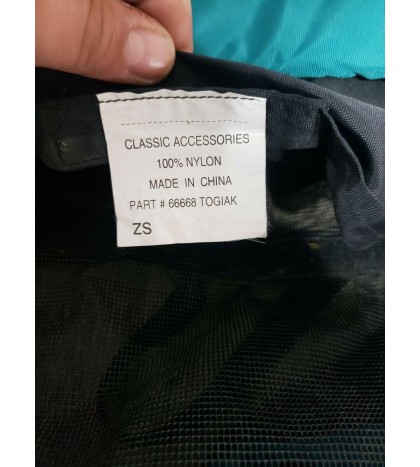 CLASSIC ACCESSORIES
100% NYLON
MADE IN CHINA
PART # 66668 TOGIAK
ZS